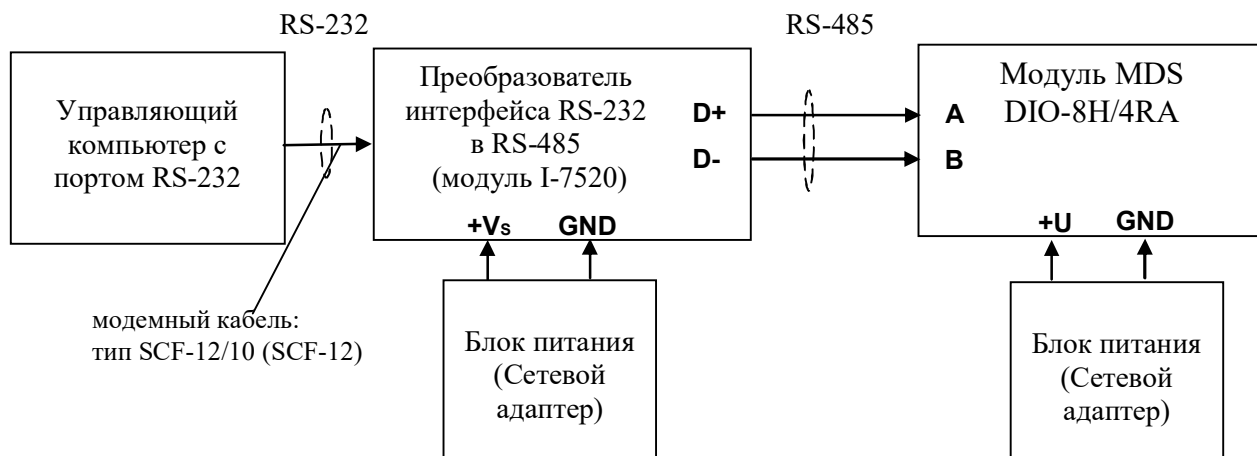 RS-232
RS-485
Управляющий
компьютер с
портом RS-232
Преобразователь
интерфейса RS-232
в RS-485
(модуль I-7520)
D+
D-
+Vs
GND
Модуль MDS
DIO-8H/4RA
A
B
+U
GND
модемный кабель:
тип SCF-12/10 (SCF-12)
Блок питания
(Сетевой
адаптер)
Блок питания
(Сетевой
адаптер)